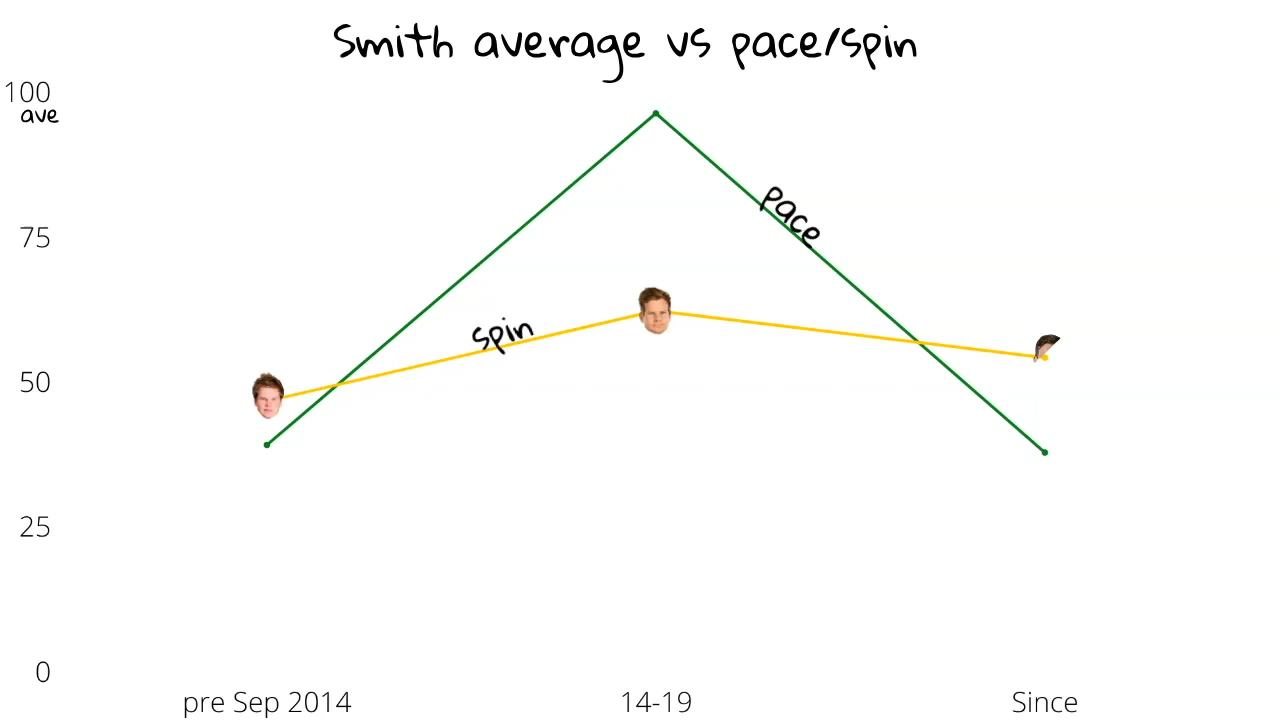 Smith average vs pace/spin
100
ave
pace
75
spin
50
25
0
pre Sep 2014
14-19
Since